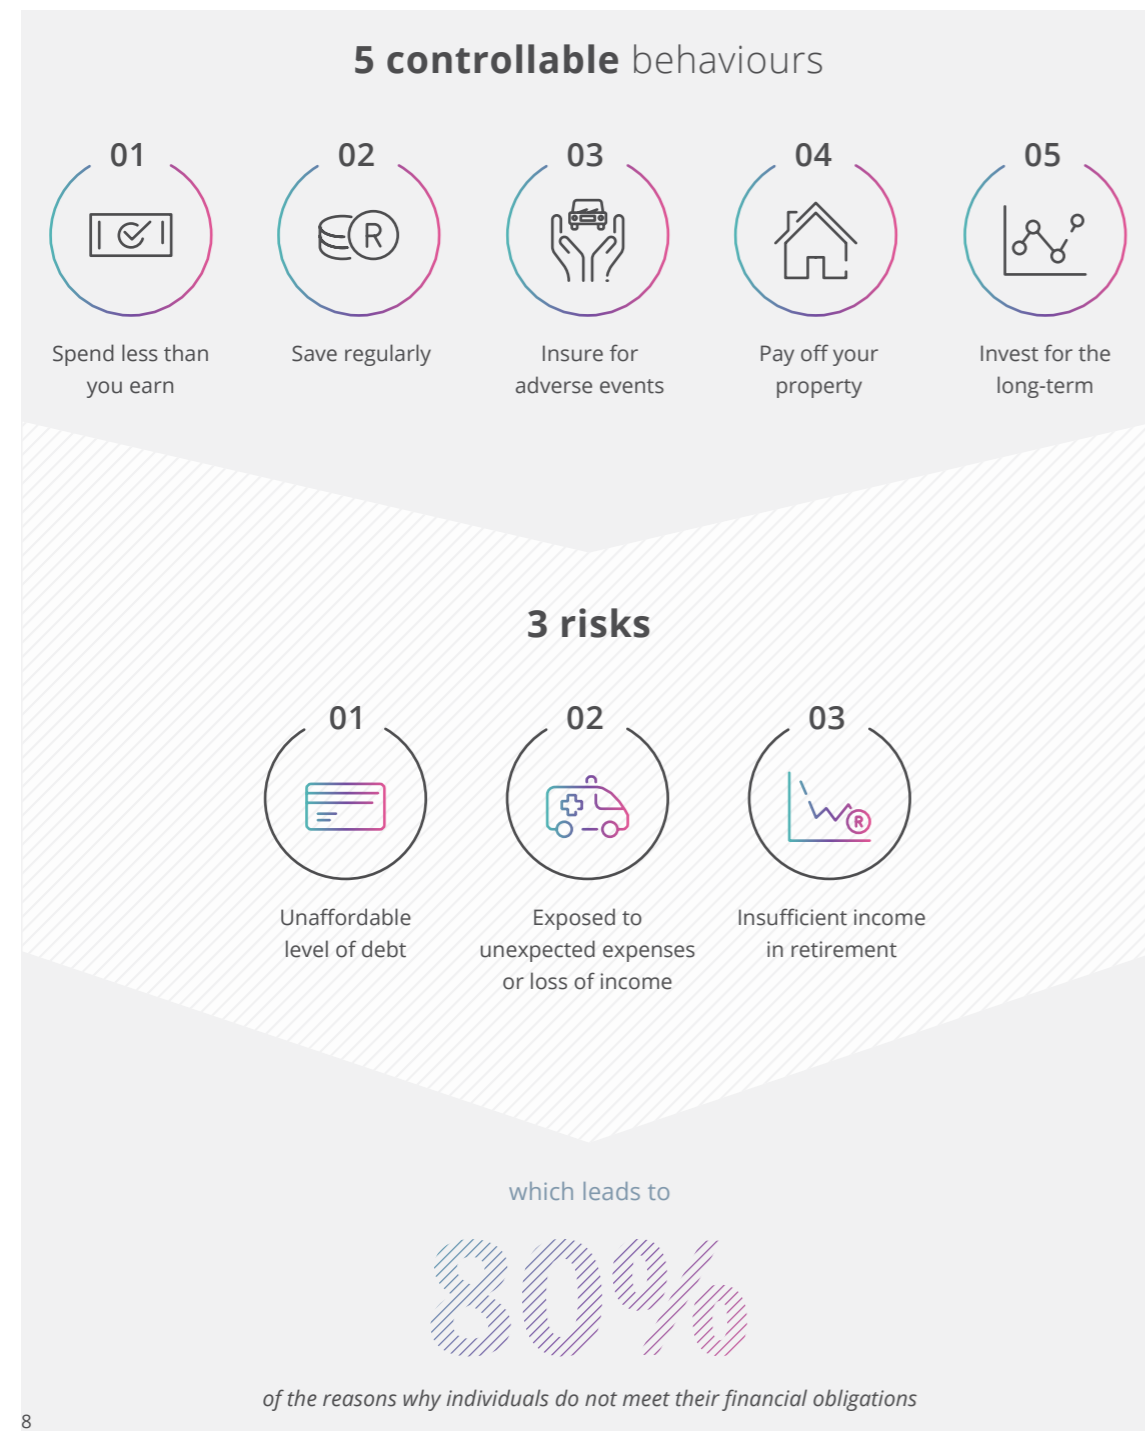 5 controllable behaviours
01
02
03
04
05
R
Spend less than
you earn
Save regularly
Insure for
adverse events
Pay off your
property
Invest for the
long-term
3 risks
01
02
03
R
Unaffordable
level of debt
Exposed to
unexpected expenses
or loss of income
Insufficient income
in retirement
which leads to
80%
of the reasons why individuals do not meet their financial obligations
8